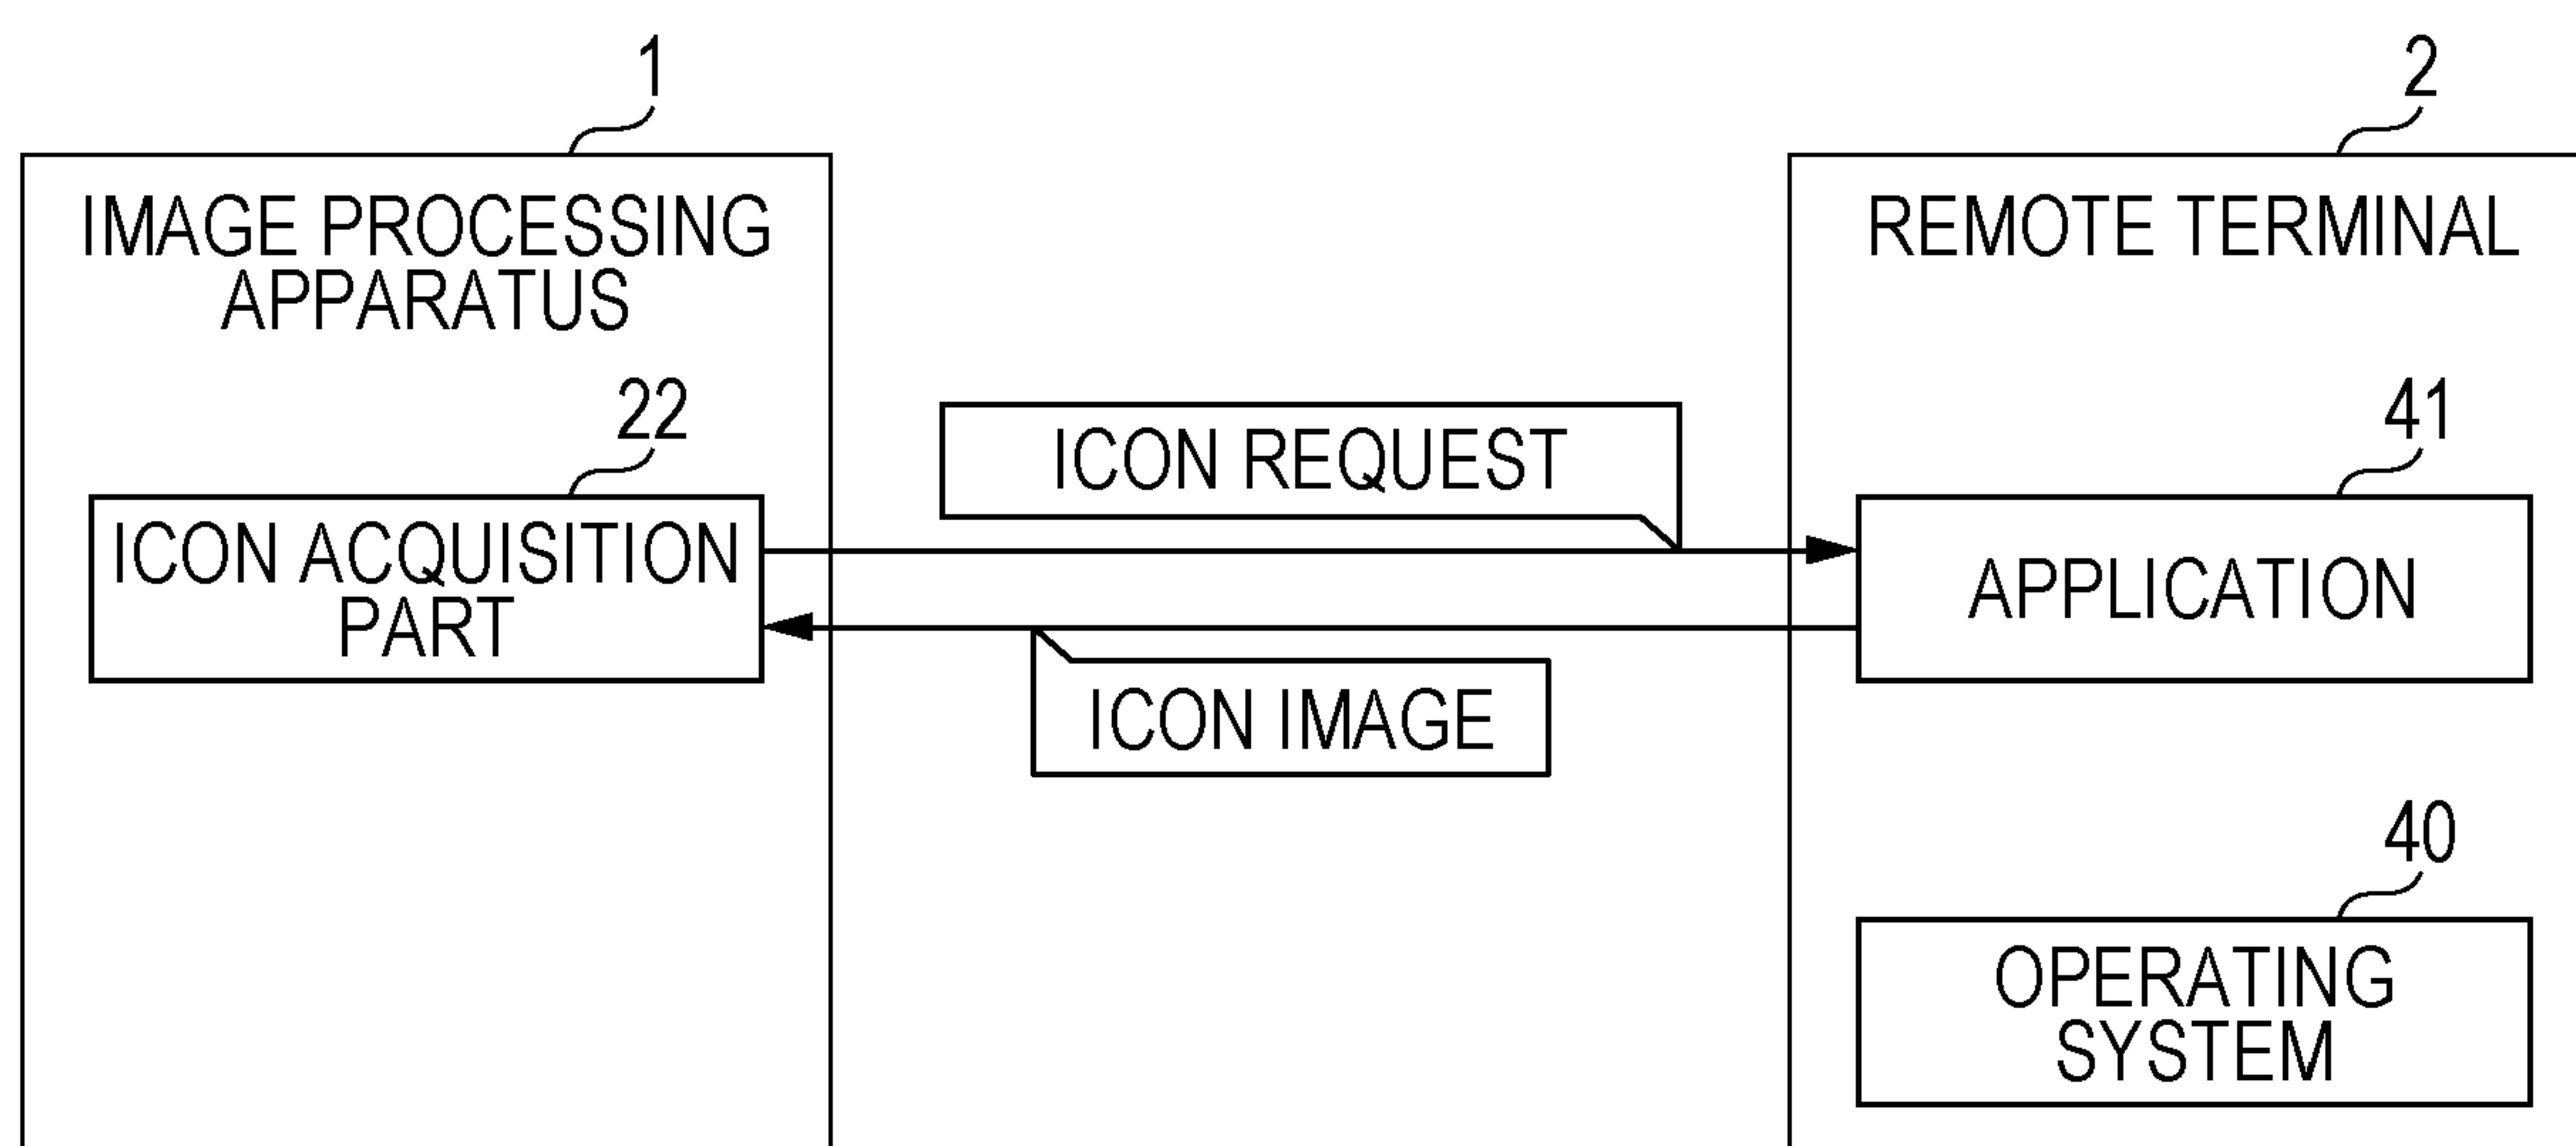 1
IMAGE PROCESSING
APPARATUS
22
ICON ACQUISITION
PART
ICON REQUEST
ICON IMAGE
2
REMOTE TERMINAL
41
APPLICATION
40
OPERATING
SYSTEM